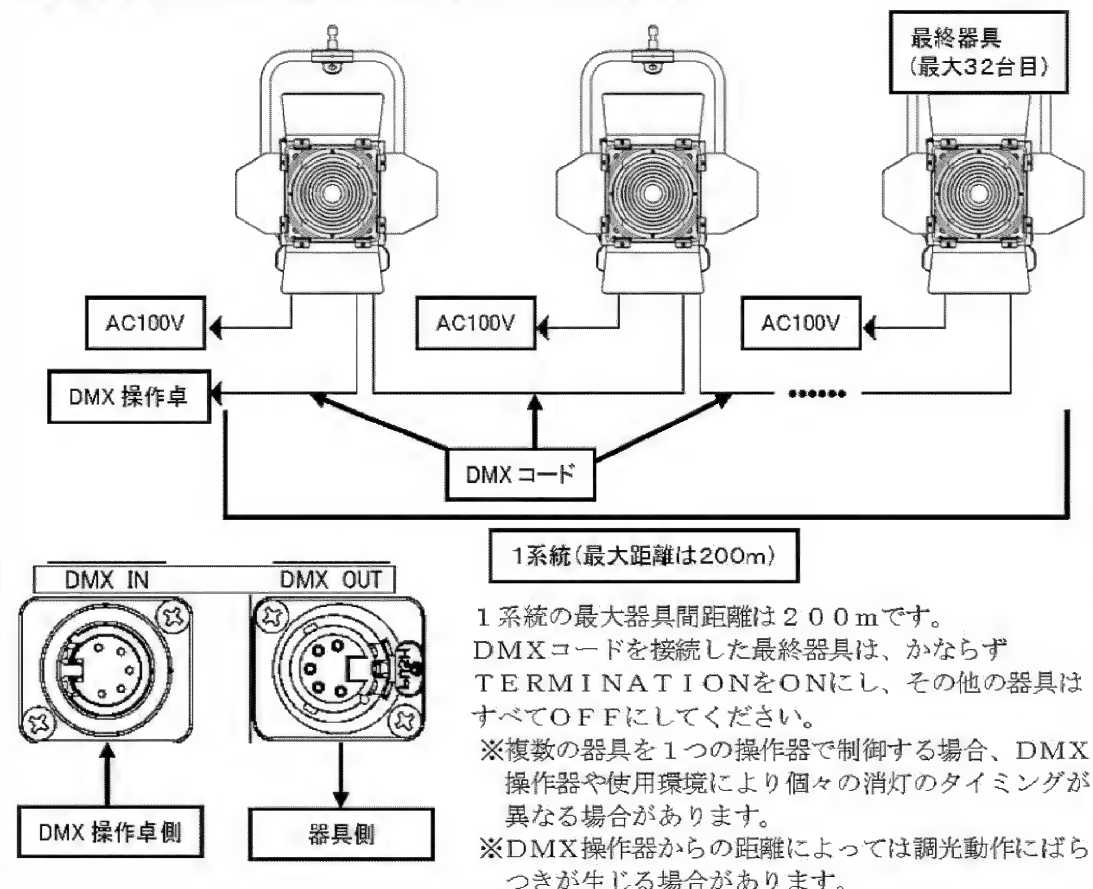 最終器具
(最大32台目)
AC100V
AC100V
AC100V
DMX 操作卓
DMX コード
1系統(最大距離は200m)
DMX IN
DMX OUT
PUSH
DMX 操作卓側
器具側
１系統の最大器具間距離は２００mです。
ＤＭＸコードを接続した最終器具は、かならず
ＴＥＲＭＩＮＡＴＩＯＮをＯＮにし、その他の器具は
すべてＯＦＦにしてください。
※複数の器具を１つの操作器で制御する場合、ＤＭＸ
操作器や使用環境により個々の消灯のタイミングが
異なる場合があります。
※ＤＭＸ操作器からの距離によっては調光動作にばら
つきが生じる場合があります。